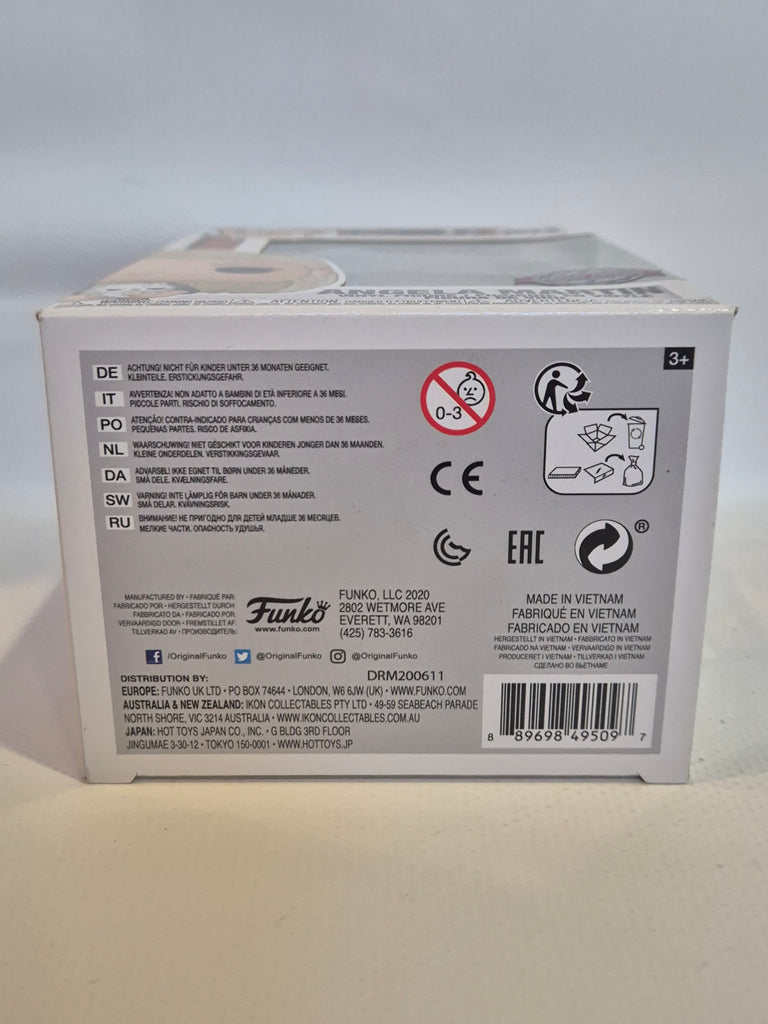 ANGELA MARTIN
3+
DE ACHTUNG! NICHT FÜR KINDER UNTER 36 MONATEN GEEIGNET.
KLEINTEILE. ERSTICKUNGSGEFAHR.
IT AVVERTENZA! NON ADATTO A BAMBINI DI ETÀ INFERIORE A 36 MESI.
PICCOLE PARTI. RISCHIO DI SOFFOCAMENTO.
PO ATENÇÃO! CONTRA-INDICADO PARA CRIANÇAS COM MENOS DE 36 MESES.
PEQUENAS PARTES. RISCO DE ASFIXIA.
NL WAARSCHUWING! NIET GESCHIKT VOOR KINDEREN JONGER DAN 36 MAANDEN.
KLEINE ONDERDELEN. VERSTIKKINGSGEVAAR.
DA ADVARSEL! IKKE EGNET TIL BØRN UNDER 36 MÅNEDER.
SMÅ DELE. KVÆLNINGSFARE.
SW VARNING! INTE LÄMPLIG FÖR BARN UNDER 36 MÅNADER.
SMÅ DELAR. KVÄVNINGSRISK.
RU ВНИМАНИЕ! НЕ ПРИГОДНО ДЛЯ ДЕТЕЙ МЛАДШЕ 36 МЕСЯЦЕВ.
МЕЛКИЕ ЧАСТИ. ОПАСНОСТЬ УДУШЬЯ.
0-3
CE
EAC
®
MANUFACTURED BY • FABRIQUÉ PAR:
FABRICADO POR • HERGESTELLT DURCH:
FABBRICATO DA • FABRICADO POR:
VERVAARDIGD DOOR • FREMSTILLET AF:
TILLVERKAD AV • ПРОИЗВОДИТЕЛЬ:
Funko
www.funko.com
FUNKO, LLC 2020
2802 WETMORE AVE
EVERETT, WA 98201
(425) 783-3616
MADE IN VIETNAM
FABRIQUÉ EN VIETNAM
FABRICADO EN VIETNAM
HERGESTELLT IN VIETNAM • FABBRICATO IN VIETNAM
FABRICADO NA VIETNAM • VERVAARDIGD IN VIETNAM
PRODUCERET I VIETNAM • TILLVERKAD I VIETNAM
СДЕЛАНО ВО ВЬЕТНАМЕ
/OriginalFunko @OriginalFunko @OriginalFunko
DRM200611
DISTRIBUTION BY:
EUROPE: FUNKO UK LTD • PO BOX 74644 • LONDON, W6 6JW (UK) • WWW.FUNKO.COM
AUSTRALIA & NEW ZEALAND: IKON COLLECTABLES PTY LTD • 49-59 SEABEACH PARADE
NORTH SHORE, VIC 3214 AUSTRALIA • WWW.IKONCOLLECTABLES.COM.AU
JAPAN: HOT TOYS JAPAN CO., INC. • G BLDG 3RD FLOOR
JINGUMAE 3-30-12 • TOKYO 150-0001 • WWW.HOTTOYS.JP
8 89698 49509 7